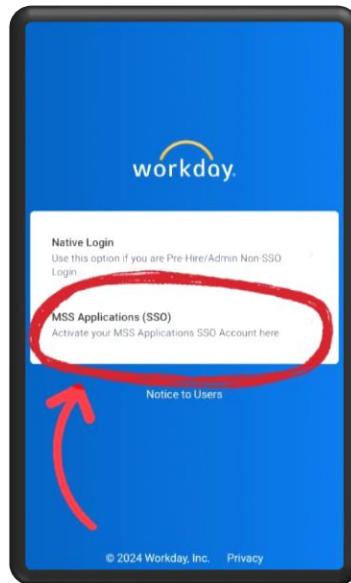 workday.
Native Login
Use this option if you are Pre-Hire/Admin Non-SSO
Login
MSS Applications (SSO)
Activate your MSS Applications SSO Account here
Notice to Users
© 2024 Workday, Inc. Privacy